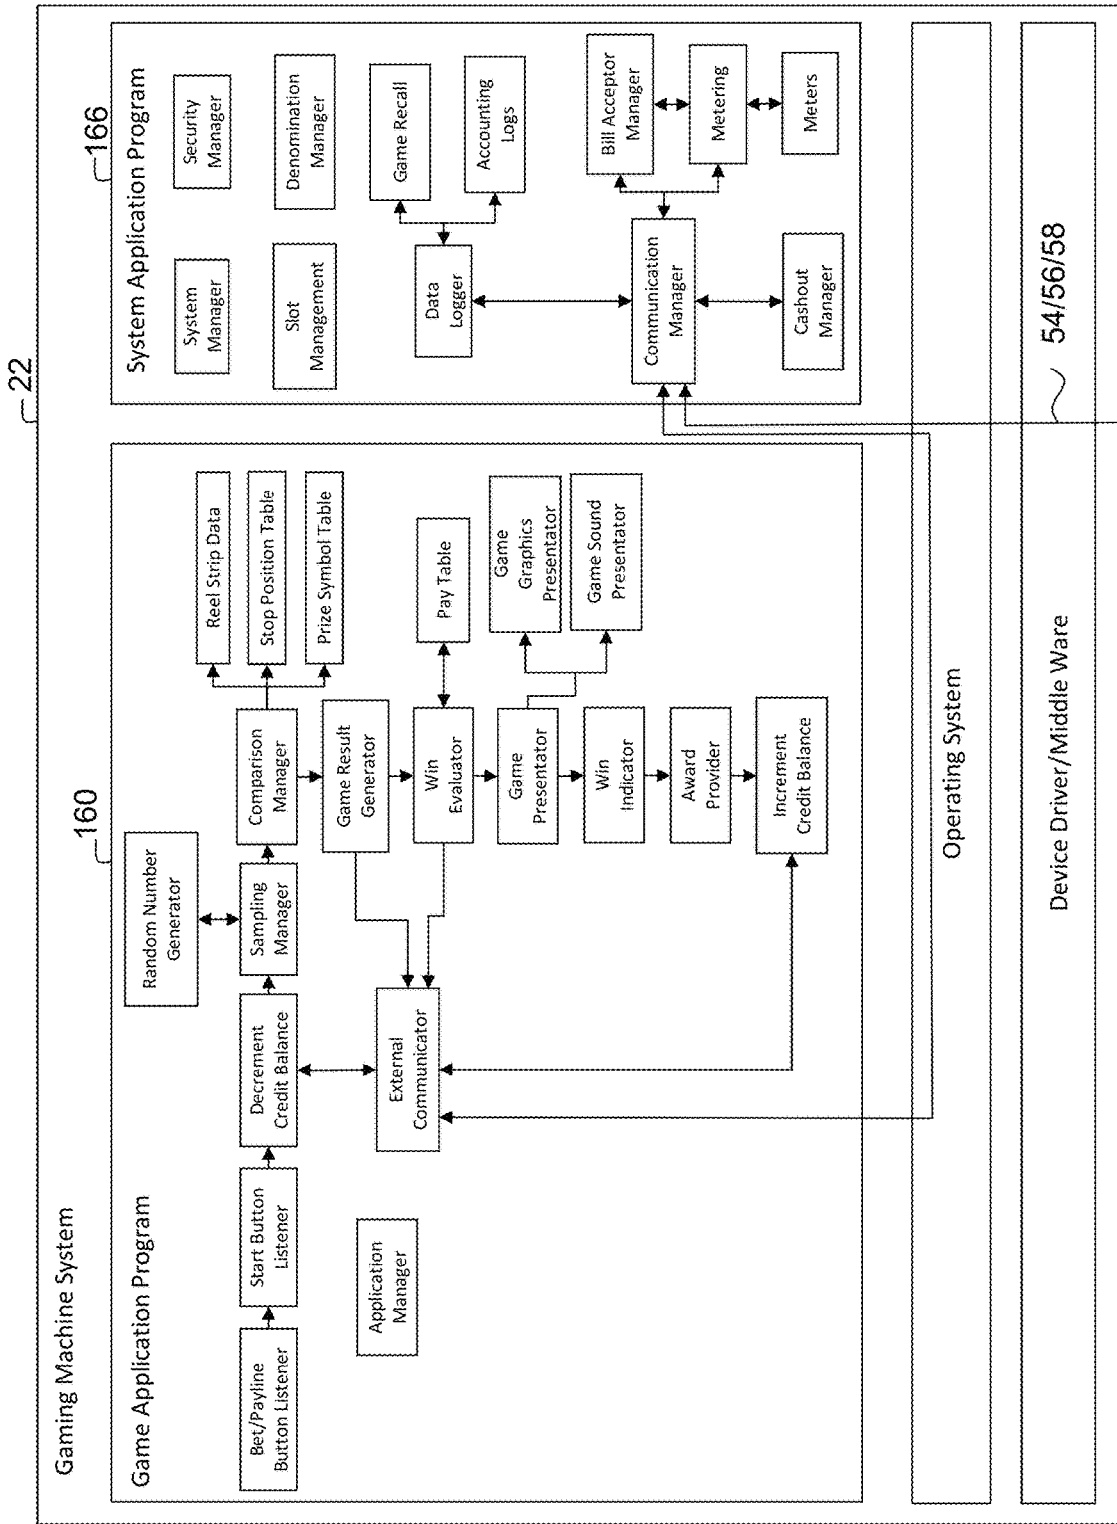 22
Gaming Machine System
160
Game Application Program
Bet/Payline
Button Listener
Start Button
Listener
Decrement
Credit Balance
Random Number
Generator
Sampling
Manager
Comparison
Manager
Reel Strip Data
Stop Position Table
Prize Symbol Table
Game Result
Generator
Win
Evaluator
Pay Table
Game
Presentator
Game
Graphics
Presentator
Game Sound
Presentator
Win
Indicator
Award
Provider
Increment
Credit Balance
External
Communicator
Application
Manager
166
System Application Program
System
Manager
Security
Manager
Slot
Management
Denomination
Manager
Data
Logger
Game Recall
Accounting
Logs
Communication
Manager
Bill Acceptor
Manager
Metering
Meters
Cashout
Manager
Operating System
Device Driver/Middle Ware
54/56/58